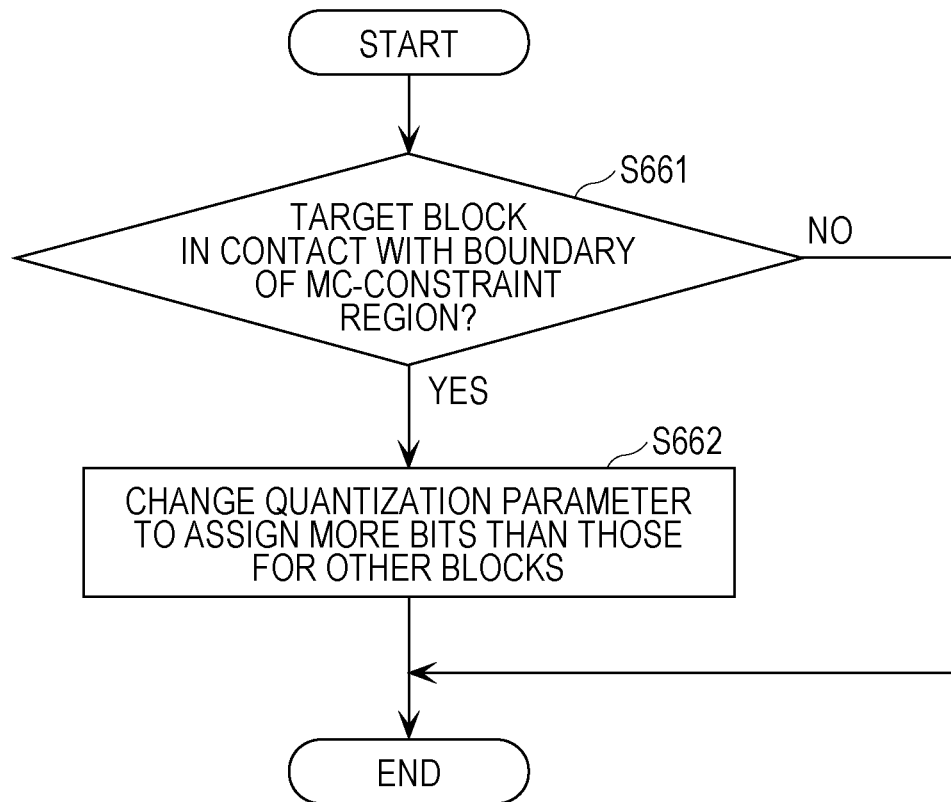 START
S661
TARGET BLOCK
IN CONTACT WITH BOUNDARY
OF MC-CONSTRAINT
REGION?
NO
YES
S662
CHANGE QUANTIZATION PARAMETER
TO ASSIGN MORE BITS THAN THOSE
FOR OTHER BLOCKS
END